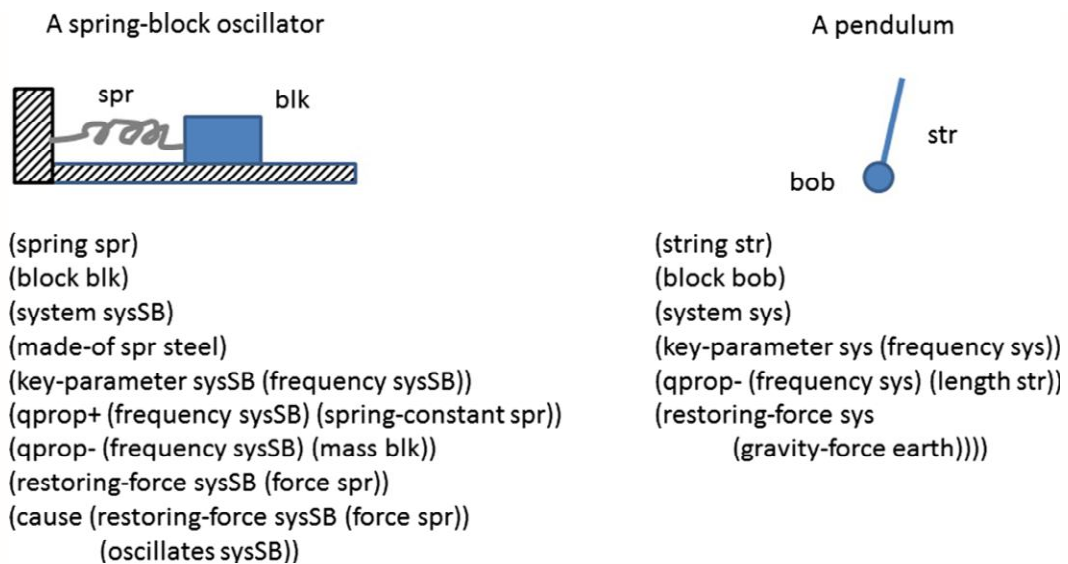 A spring-block oscillator
spr
blk
(spring spr)
(block blk)
(system sysSB)
(made-of spr steel)
(key-parameter sysSB (frequency sysSB))
(qprop+ (frequency sysSB) (spring-constant spr))
(qprop- (frequency sysSB) (mass blk))
(restoring-force sysSB (force spr))
(cause (restoring-force sysSB (force spr))
(oscillates sysSB))
A pendulum
str
bob
(string str)
(block bob)
(system sys)
(key-parameter sys (frequency sys))
(qprop- (frequency sys) (length str))
(restoring-force sys
(gravity-force earth))))